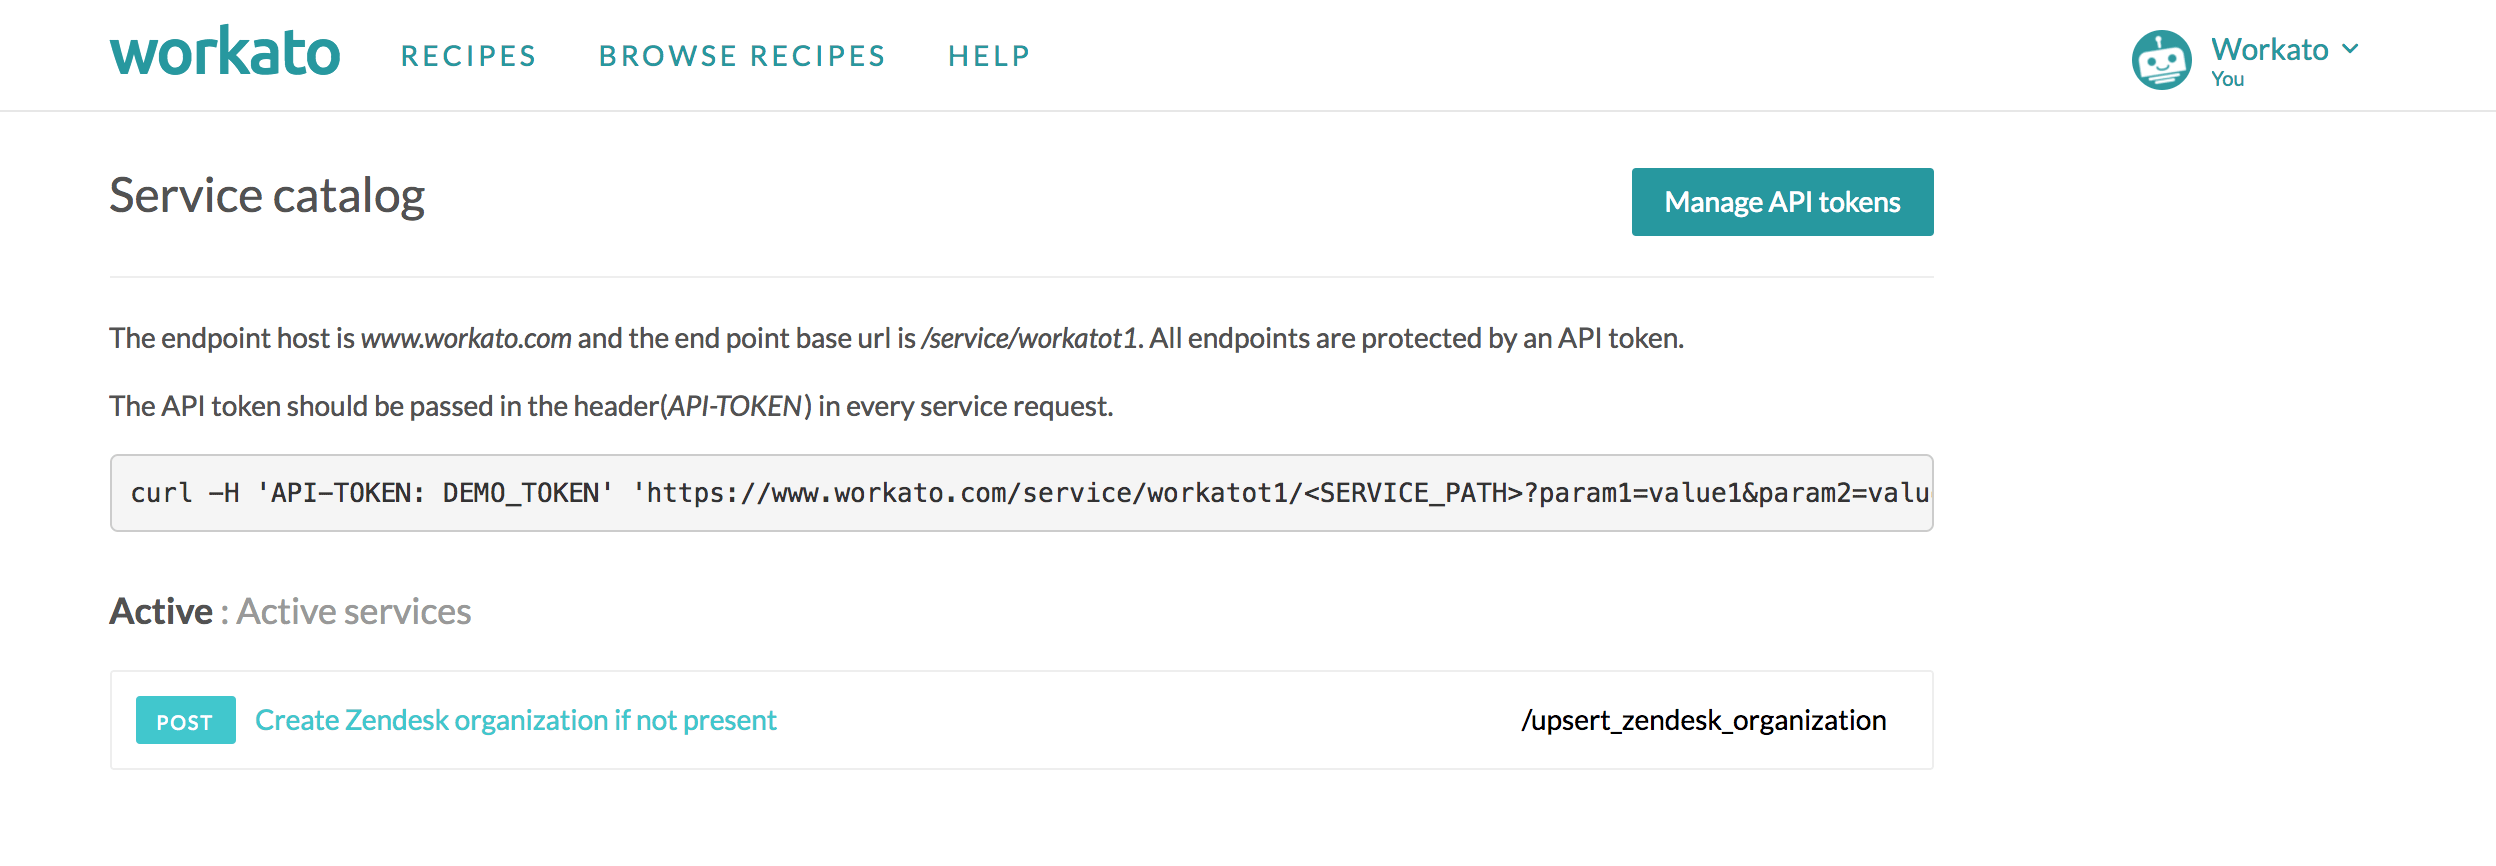 workato RECIPES BROWSE RECIPES HELP Workato
You
Service catalog Manage API tokens
The endpoint host is www.workato.com and the end point base url is /service/workatot1. All endpoints are protected by an API token.
The API token should be passed in the header(API-TOKEN) in every service request.
curl -H 'API-TOKEN: DEMO_TOKEN' 'https://www.workato.com/service/workatot1/<SERVICE_PATH>?param1=value1&param2=valu
Active : Active services
POST Create Zendesk organization if not present /upsert_zendesk_organization